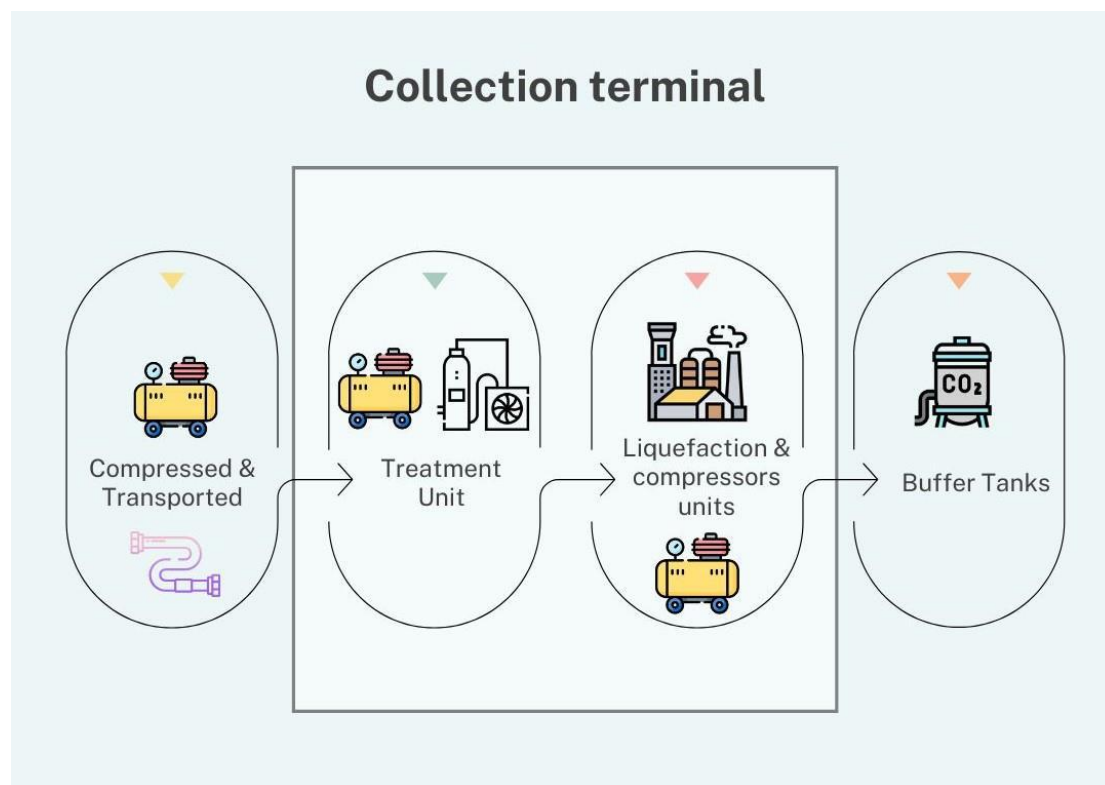 Collection terminal
Compressed &
Transported
Treatment
Unit
Liquefaction &
compressors
units
CO₂
Buffer Tanks